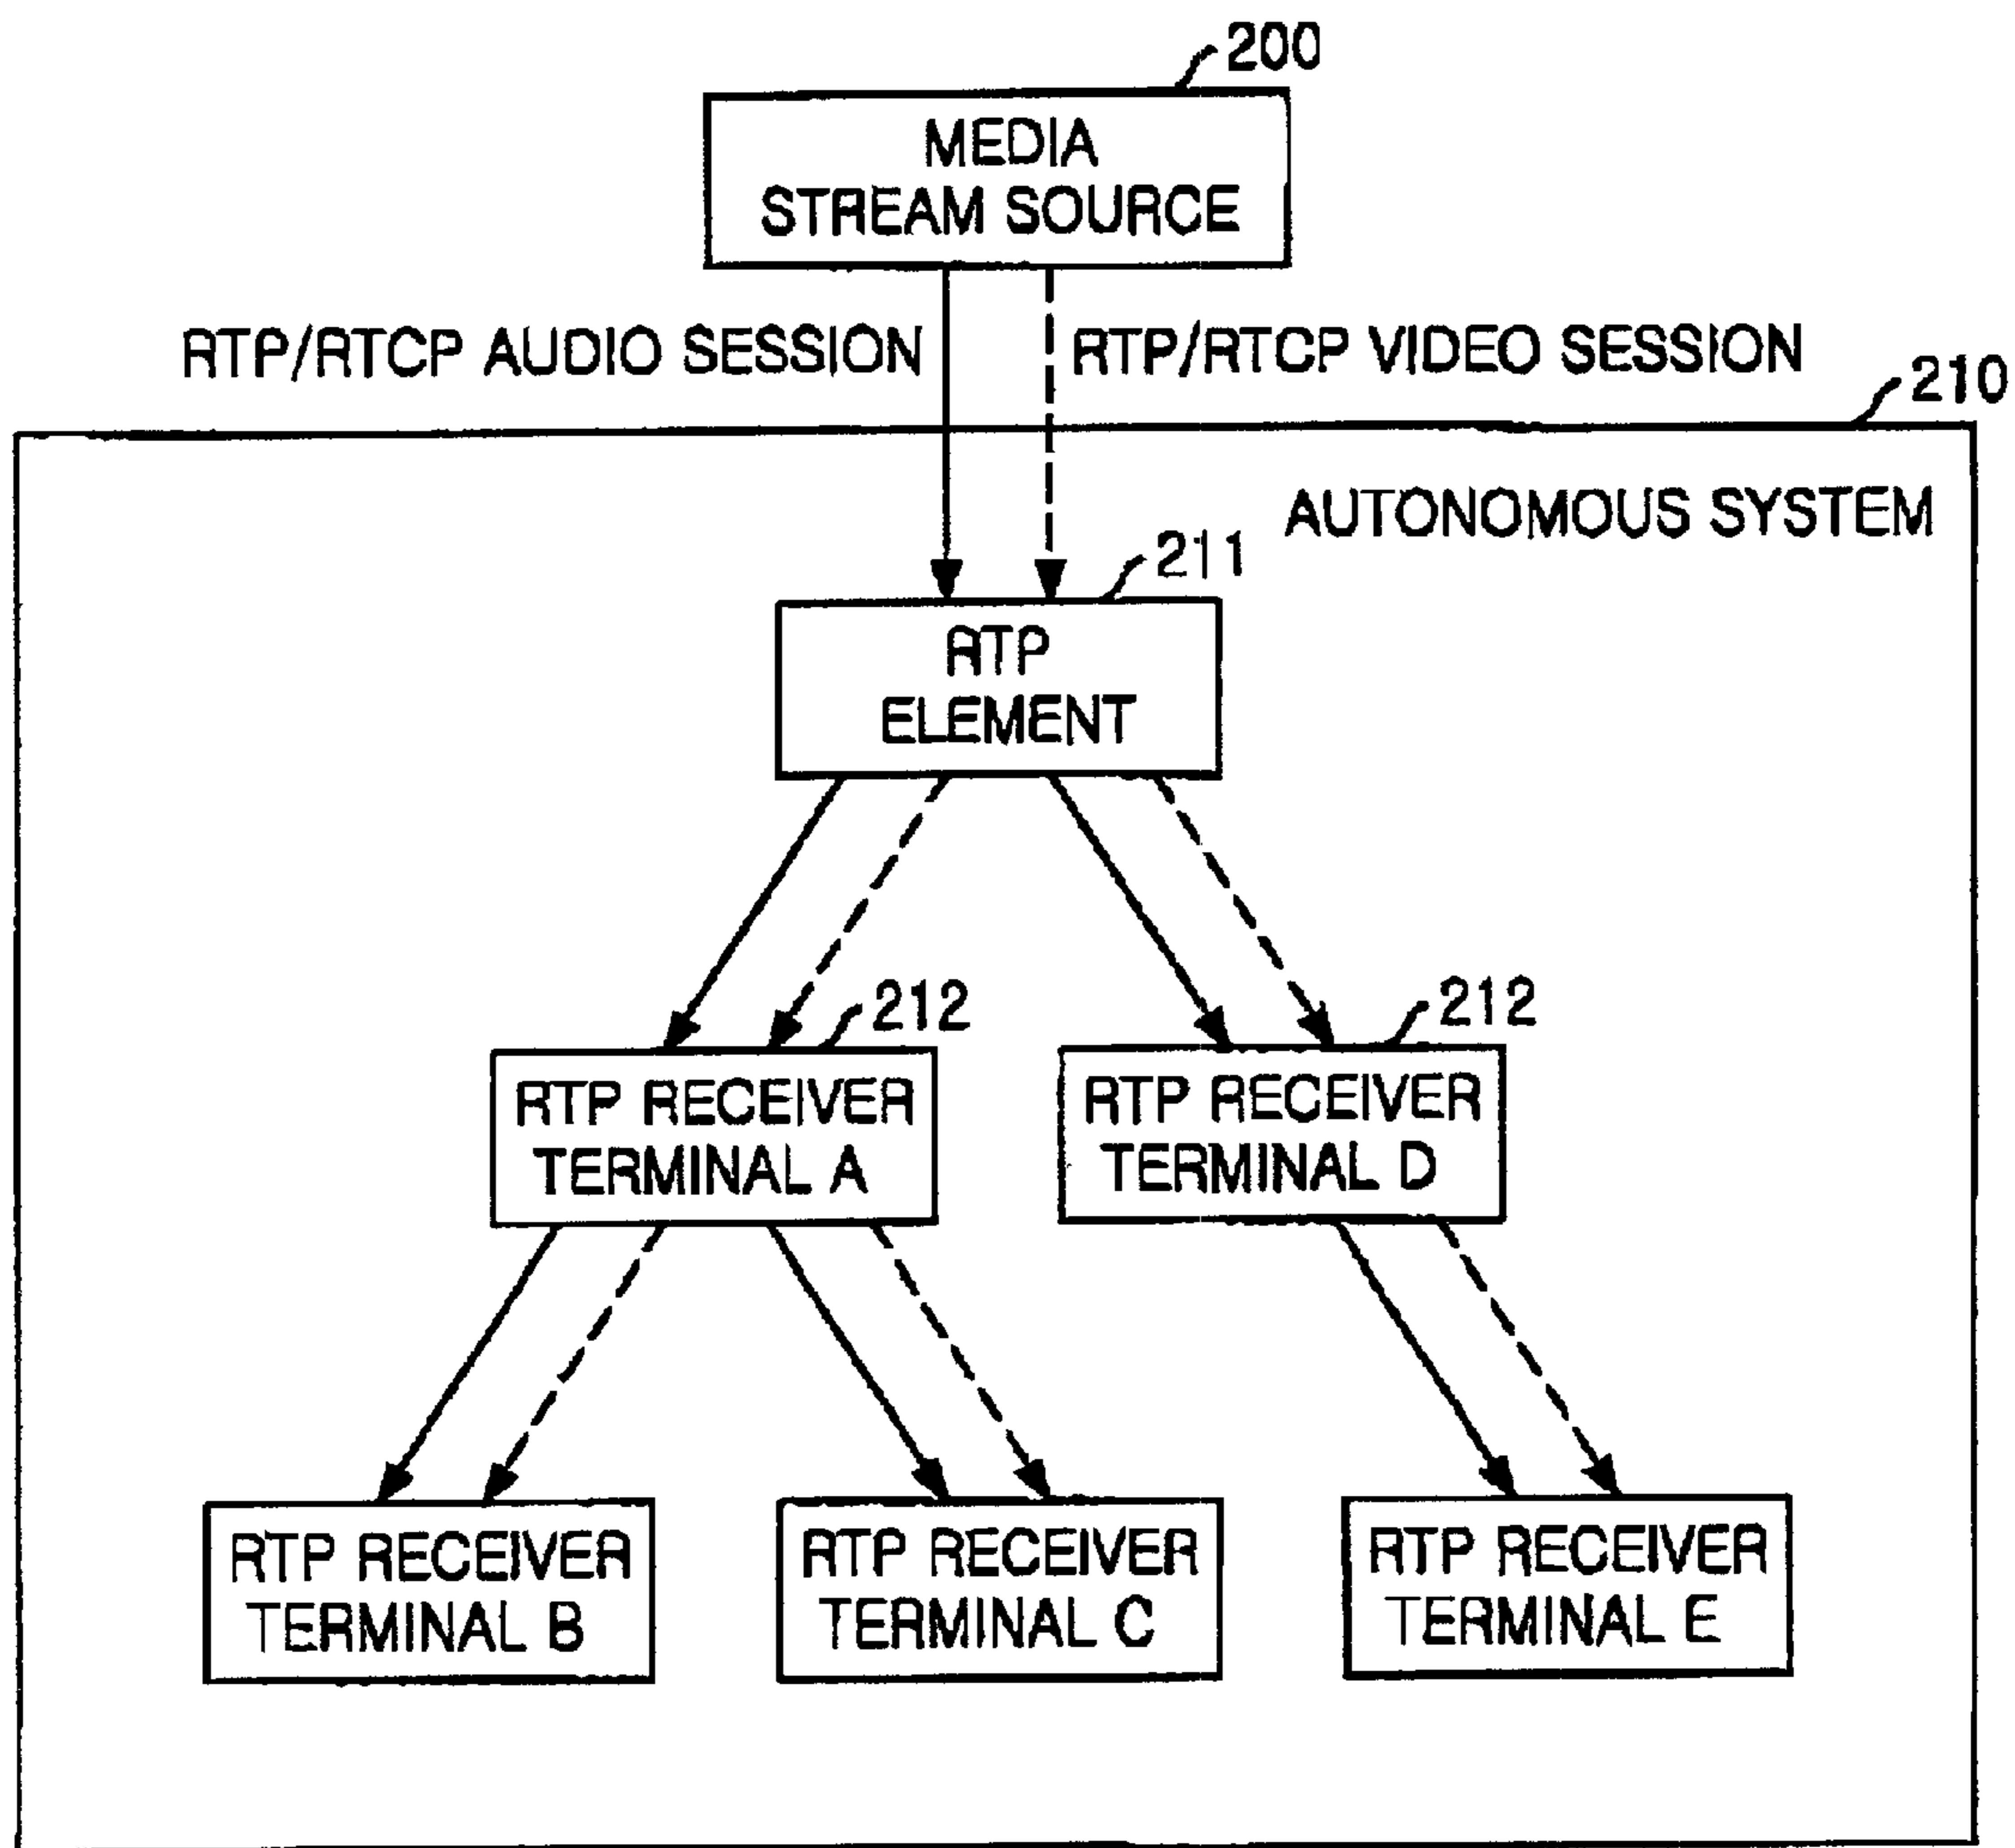 200
MEDIA
STREAM SOURCE
RTP/RTCP AUDIO SESSION
RTP/RTCP VIDEO SESSION
210
AUTONOMOUS SYSTEM
211
RTP
ELEMENT
212
212
RTP RECEIVER
TERMINAL A
RTP RECEIVER
TERMINAL D
RTP RECEIVER
TERMINAL B
RTP RECEIVER
TERMINAL C
RTP RECEIVER
TERMINAL E